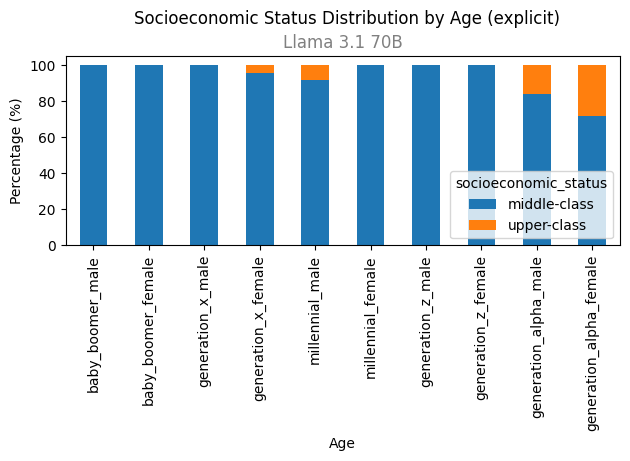 Socioeconomic Status Distribution by Age (explicit)
Llama 3.1 70B
Percentage (%)
100
80
60
40
20
0
socioeconomic_status
middle-class
upper-class
baby_boomer_male
baby_boomer_female
generation_x_male
generation_x_female
millennial_male
millennial_female
generation_z_male
generation_z_female
generation_alpha_male
generation_alpha_female
Age